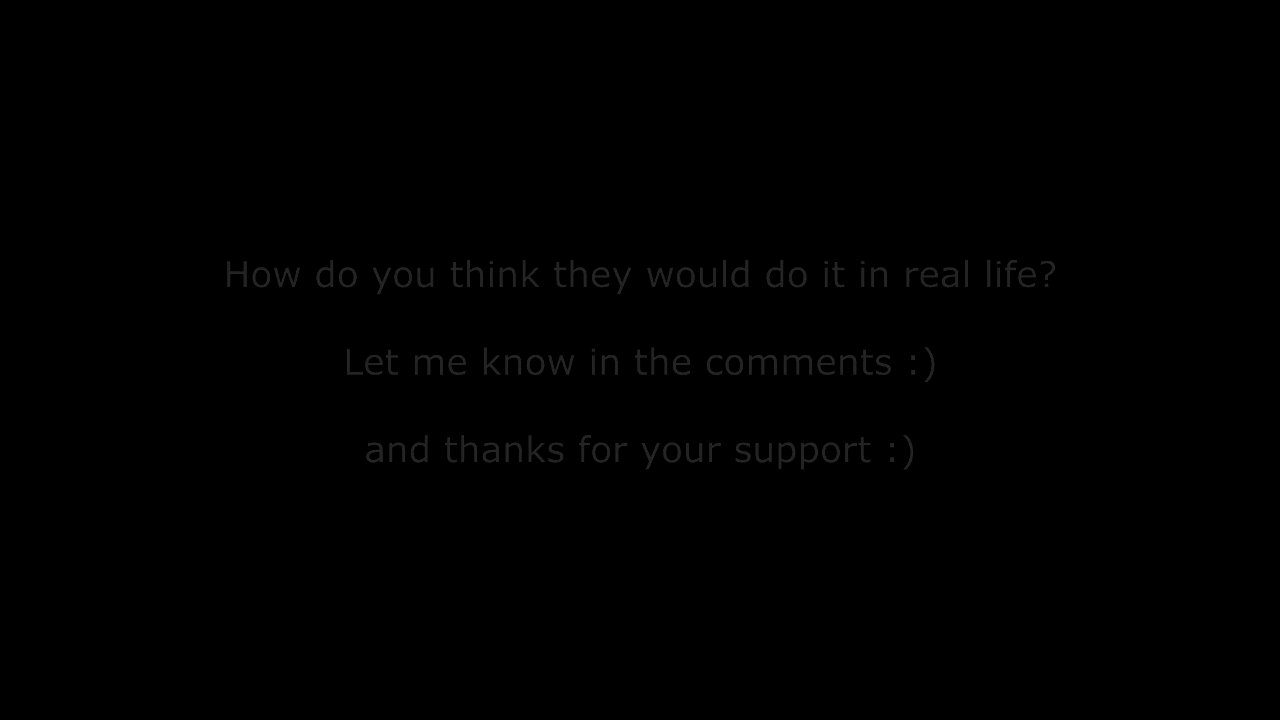 How do you think they would do it in real life?
Let me know in the comments :)
and thanks for your support :)